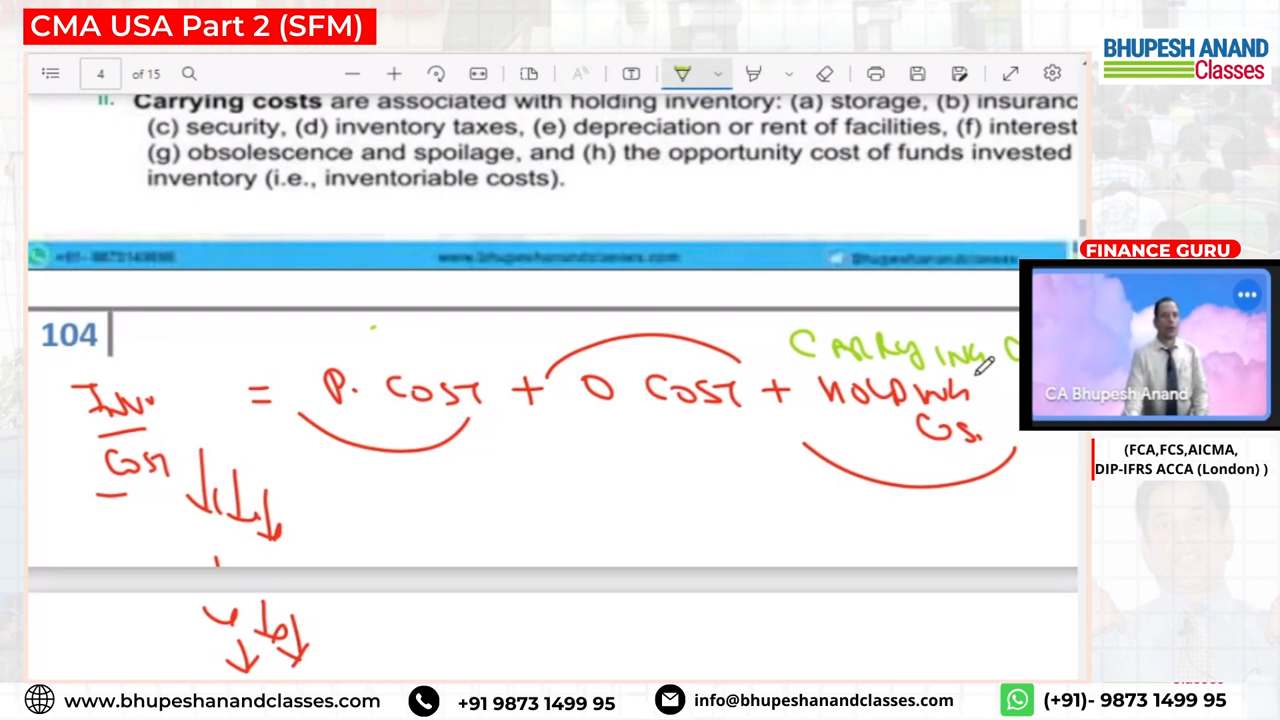 CMA USA Part 2 (SFM)
BHUPESH ANAND
Classes
4 of 15
II. Carrying costs are associated with holding inventory: (a) storage, (b) insuranc
(c) security, (d) inventory taxes, (e) depreciation or rent of facilities, (f) interest
(g) obsolescence and spoilage, and (h) the opportunity cost of funds invested
inventory (i.e., inventoriable costs).
www.bhupeshanandclasses.com
FINANCE GURU
104
CARRYING C
Inv. = P. COST + O COST + HOLDING
Cost
CA Bhupesh Anand
(FCA,FCS,AICMA,
DIP-IFRS ACCA (London) )
www.bhupeshanandclasses.com
+91 9873 1499 95
info@bhupeshanandclasses.com
(+91)- 9873 1499 95